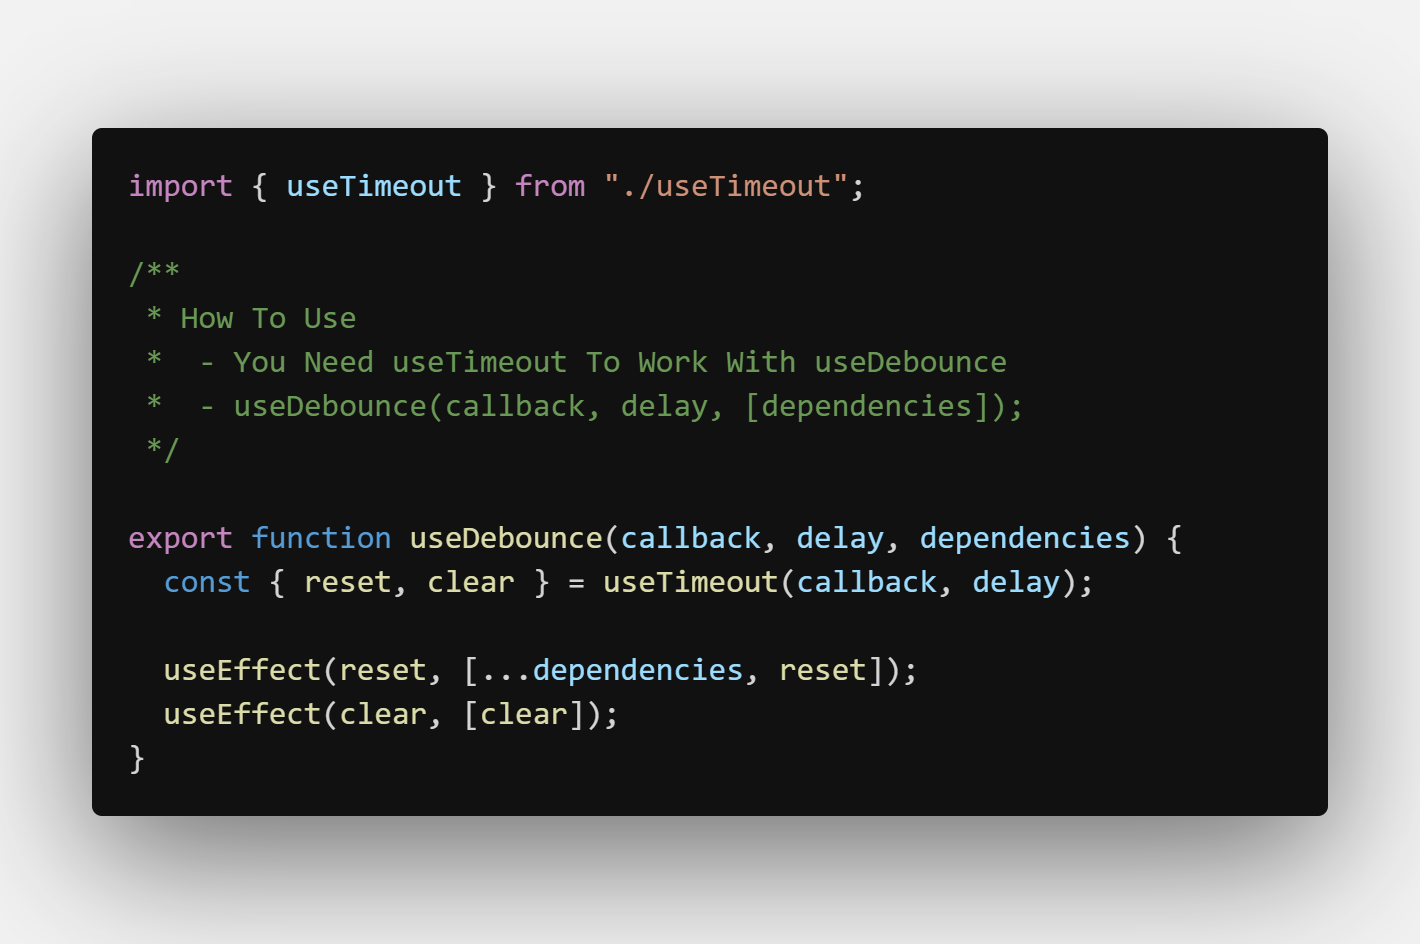 import { useTimeout } from "./useTimeout";

/**
 * How To Use
 *  - You Need useTimeout To Work With useDebounce
 *  - useDebounce(callback, delay, [dependencies]);
 */

export function useDebounce(callback, delay, dependencies) {
  const { reset, clear } = useTimeout(callback, delay);

  useEffect(reset, [...dependencies, reset]);
  useEffect(clear, [clear]);
}